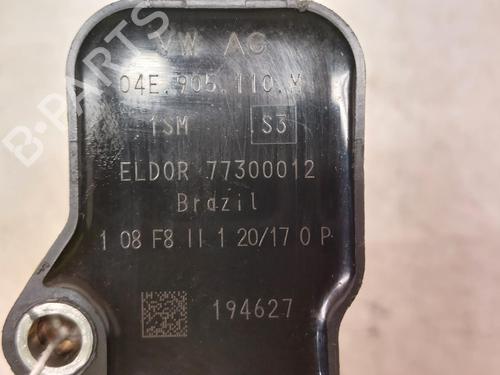 VW AG
04E.905.110.M
1SM S3
ELDOR 77300012
Brazil
1 08 F8 II 1 20/17 0 P
194627
B-PARTS